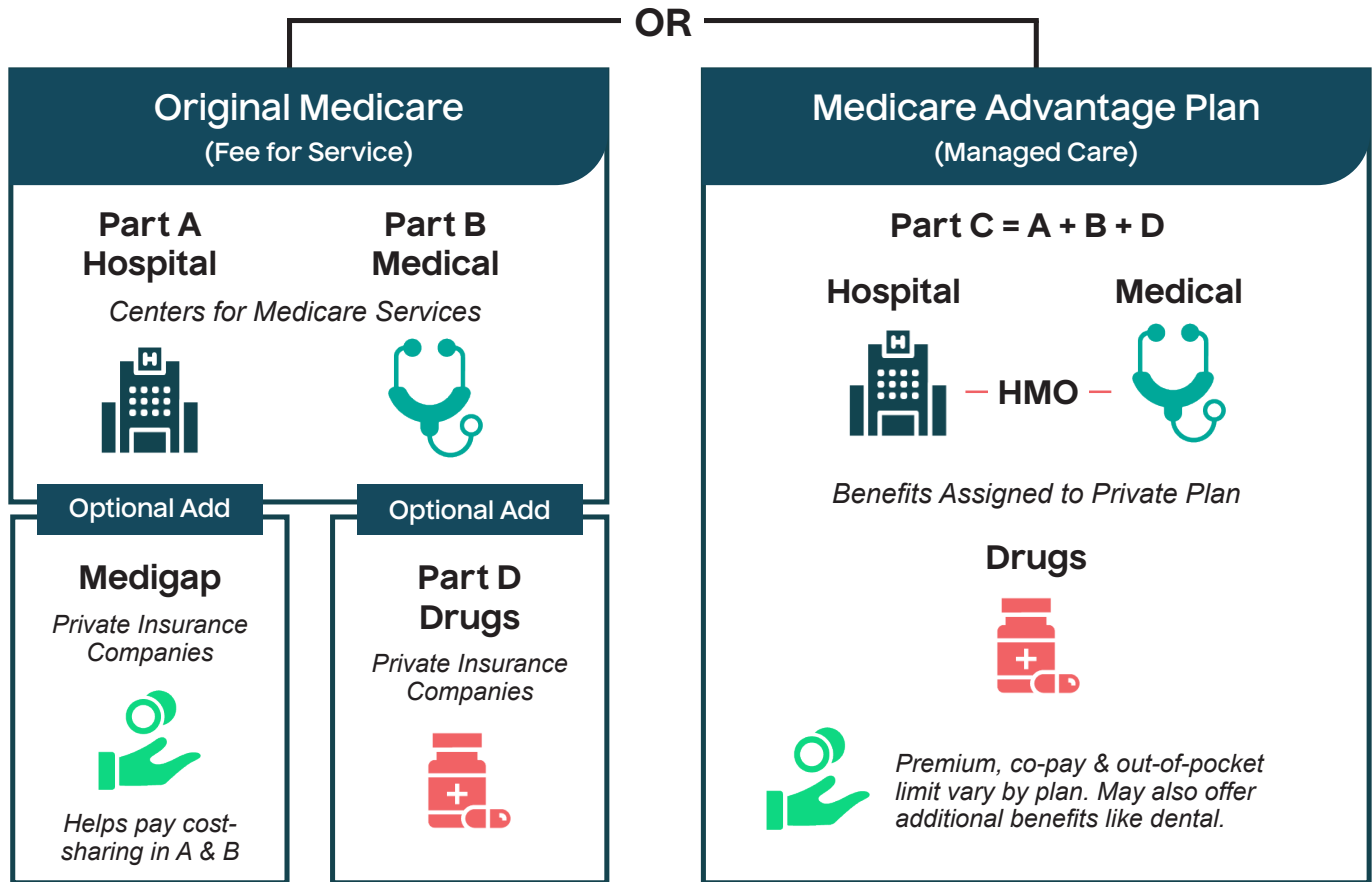 OR
Original Medicare
(Fee for Service)
Part A
Hospital
Part B
Medical
Centers for Medicare Services
H
Optional Add
Medigap
Private Insurance
Companies
Helps pay cost-
sharing in A & B
Optional Add
Part D
Drugs
Private Insurance
Companies
Medicare Advantage Plan
(Managed Care)
Part C = A + B + D
Hospital
Medical
H
HMO
Benefits Assigned to Private Plan
Drugs
Premium, co-pay & out-of-pocket
limit vary by plan. May also offer
additional benefits like dental.